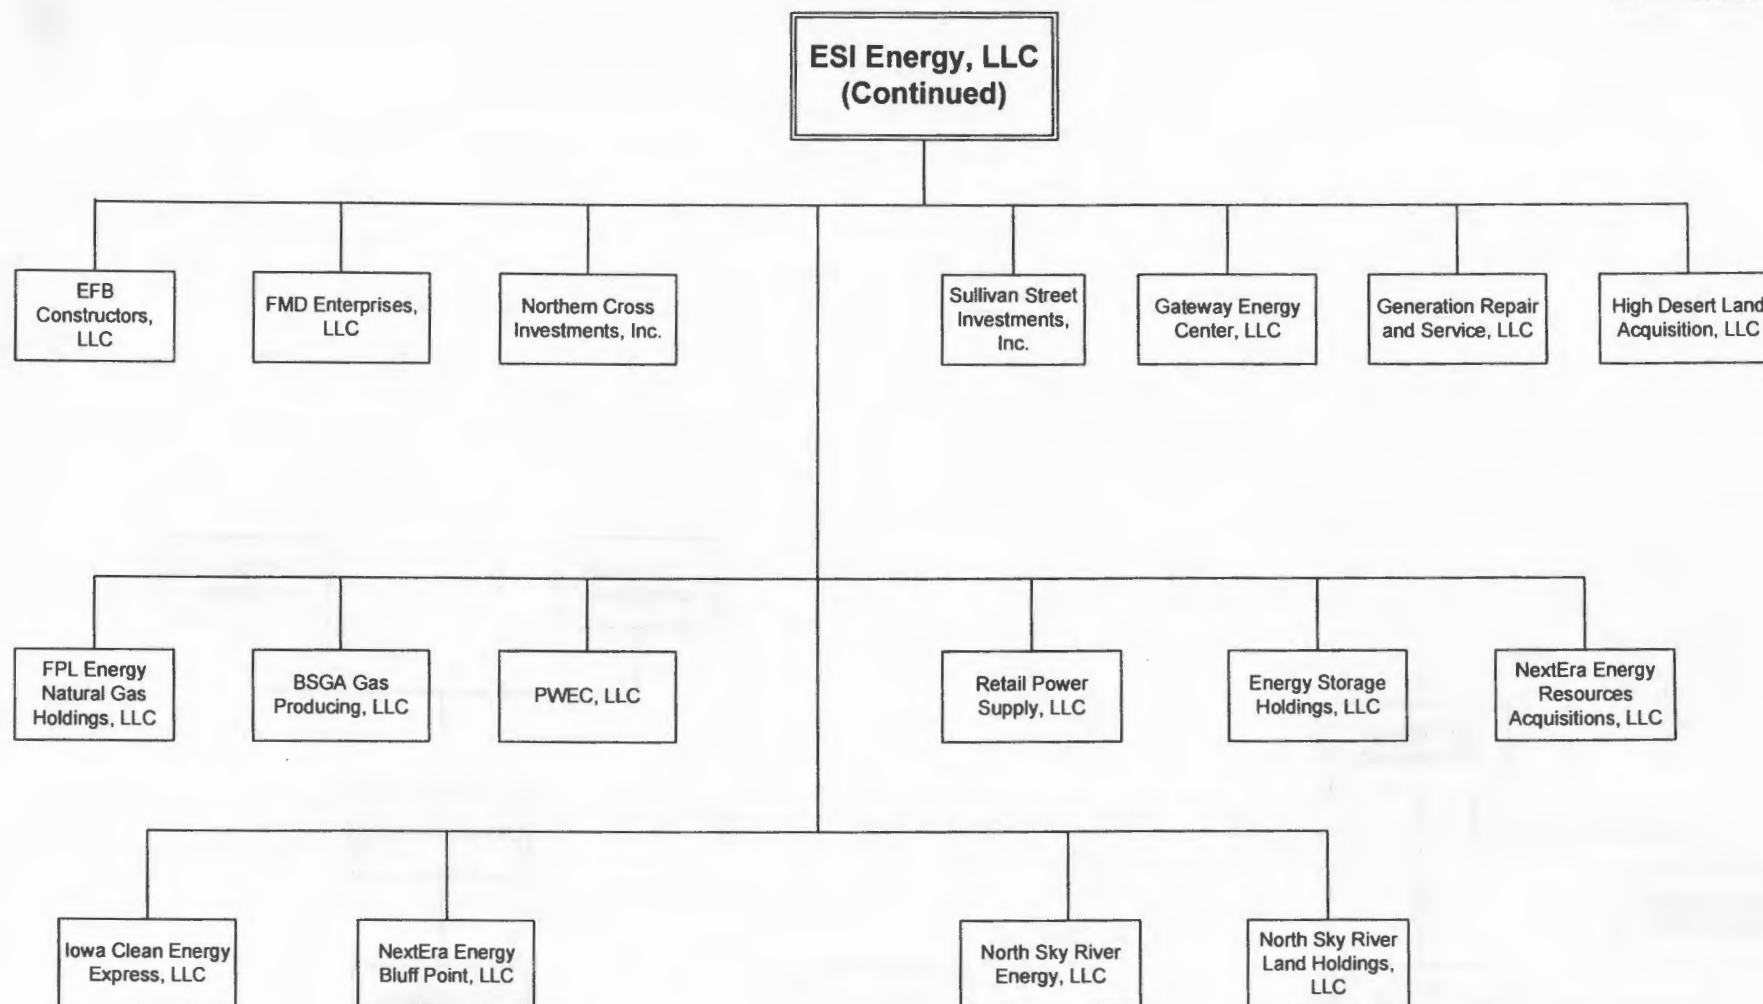 ESI Energy, LLC
(Continued)
EFB
Constructors,
LLC
FMD Enterprises,
LLC
Northern Cross
Investments, Inc.
Sullivan Street
Investments,
Inc.
Gateway Energy
Center, LLC
Generation Repair
and Service, LLC
High Desert Land
Acquisition, LLC
FPL Energy
Natural Gas
Holdings, LLC
BSGA Gas
Producing, LLC
PWEC, LLC
Retail Power
Supply, LLC
Energy Storage
Holdings, LLC
NextEra Energy
Resources
Acquisitions, LLC
Iowa Clean Energy
Express, LLC
NextEra Energy
Bluff Point, LLC
North Sky River
Energy, LLC
North Sky River
Land Holdings,
LLC